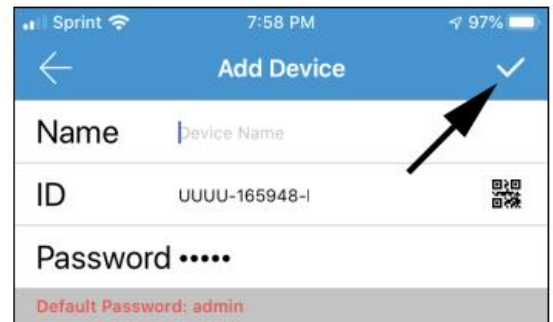 Sprint 7:58 PM 97%
Add Device
Name Device Name
ID UUUU-165948-
Password •••••
Default Password: admin